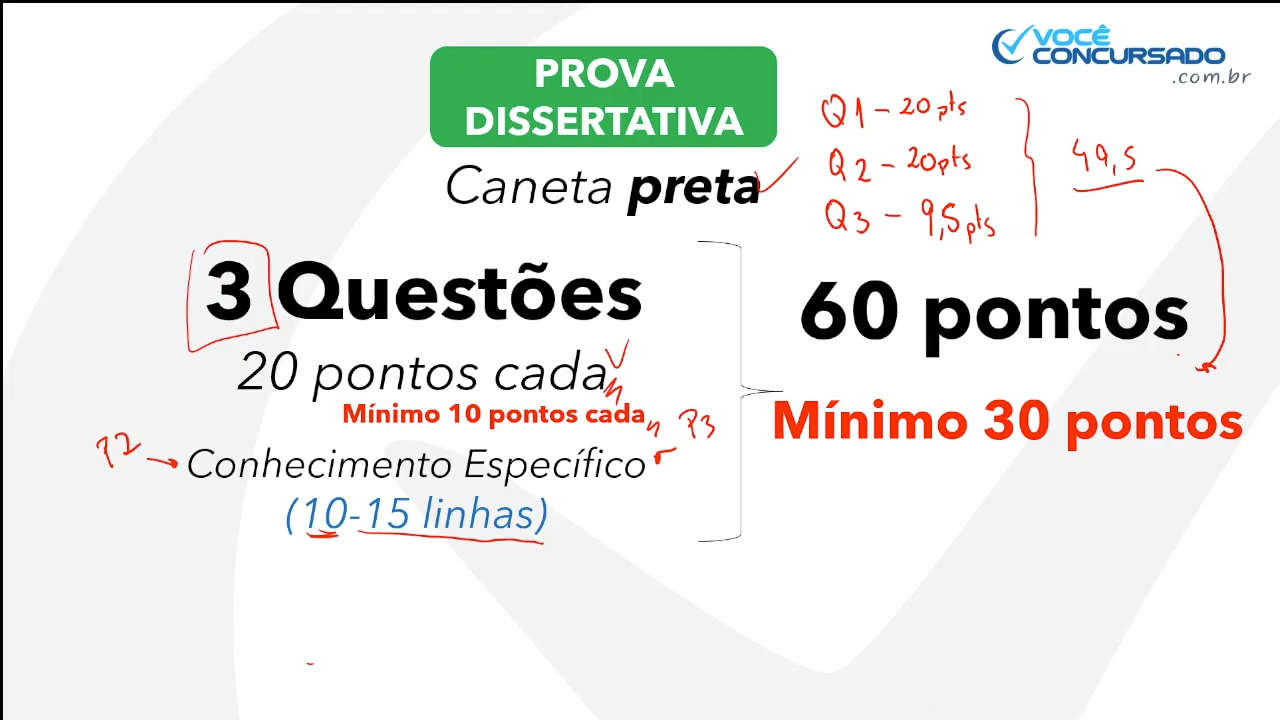 VOCÊ
CONCURSADO
.com.br
PROVA
DISSERTATIVA
Caneta preta
Q1 - 20 pts
Q2 - 20 pts
Q3 - 9,5 pts
49,5
3 Questões
20 pontos cada
Mínimo 10 pontos cada
P2
P3
Conhecimento Específico
(10-15 linhas)
60 pontos
Mínimo 30 pontos